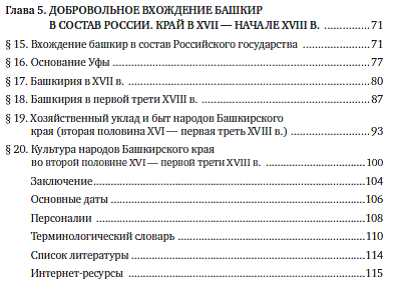 Глава 5. ДОБРОВОЛЬНОЕ ВХОЖДЕНИЕ БАШКИР
В СОСТАВ РОССИИ. КРАЙ В XVII — НАЧАЛЕ XVIII В. ................71
§ 15. Вхождение башкир в состав Российского государства ................71
§ 16. Основание Уфы ................77
§ 17. Башкирия в XVII в. ................80
§ 18. Башкирия в первой трети XVIII в. ................87
§ 19. Хозяйственный уклад и быт народов Башкирского
края (вторая половина XVI — первая треть XVIII в.) ................93
§ 20. Культура народов Башкирского края
во второй половине XVI — первой трети XVIII в. ................100
Заключение ................104
Основные даты ................106
Персоналии ................108
Терминологический словарь ................110
Список литературы ................114
Интернет-ресурсы ................115